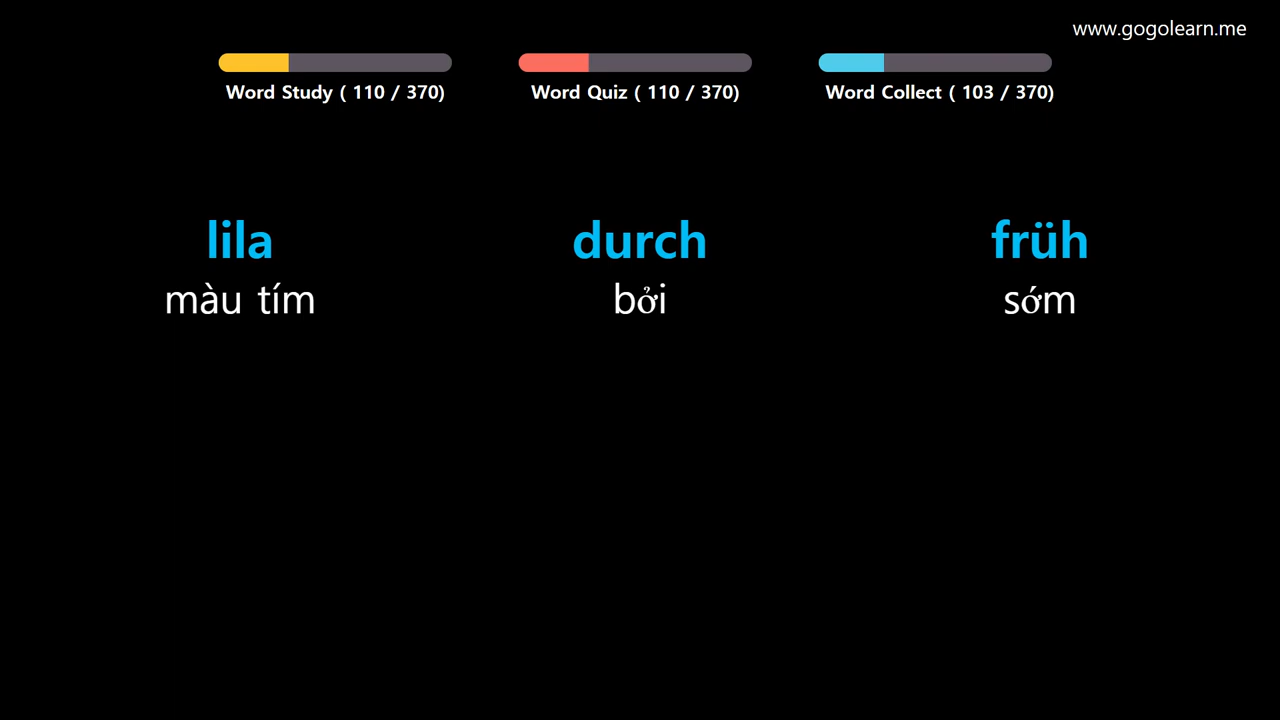 www.gogolearn.me
Word Study ( 110 / 370)
Word Quiz ( 110 / 370)
Word Collect ( 103 / 370)
lila
màu tím
durch
bởi
früh
sớm